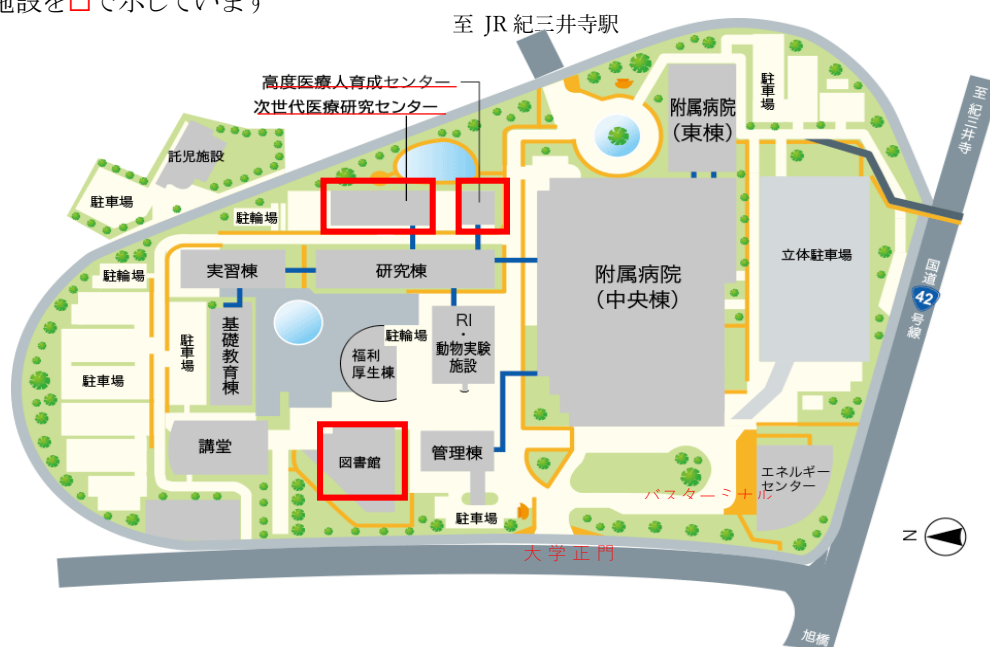 施設を□で示しています
至 JR 紀三井寺駅
高度医療人育成センター
次世代医療研究センター
託児施設
駐車場
駐輪場
駐輪場
実習棟
研究棟
附属病院
（東棟）
駐車場
至 紀三井寺
附属病院
（中央棟）
立体駐車場
国道
42
号線
基礎教育棟
駐車場
駐車場
福利
厚生棟
駐輪場
RI
・
動物実験
施設
講堂
図書館
管理棟
駐車場
バスターミナル
エネルギー
センター
大学正門
N
旭橋